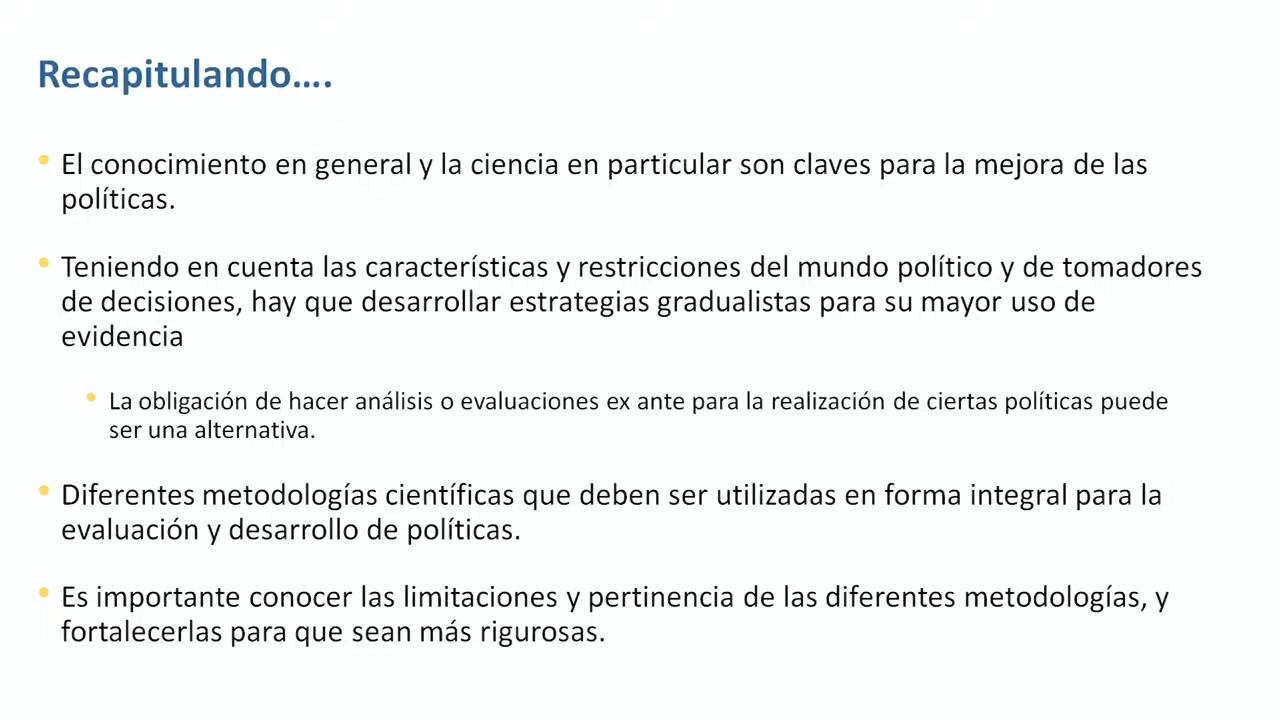 Recapitulando….
• El conocimiento en general y la ciencia en particular son claves para la mejora de las
políticas.
• Teniendo en cuenta las características y restricciones del mundo político y de tomadores
de decisiones, hay que desarrollar estrategias gradualistas para su mayor uso de
evidencia
• La obligación de hacer análisis o evaluaciones ex ante para la realización de ciertas políticas puede
ser una alternativa.
• Diferentes metodologías científicas que deben ser utilizadas en forma integral para la
evaluación y desarrollo de políticas.
• Es importante conocer las limitaciones y pertinencia de las diferentes metodologías, y
fortalecerlas para que sean más rigurosas.